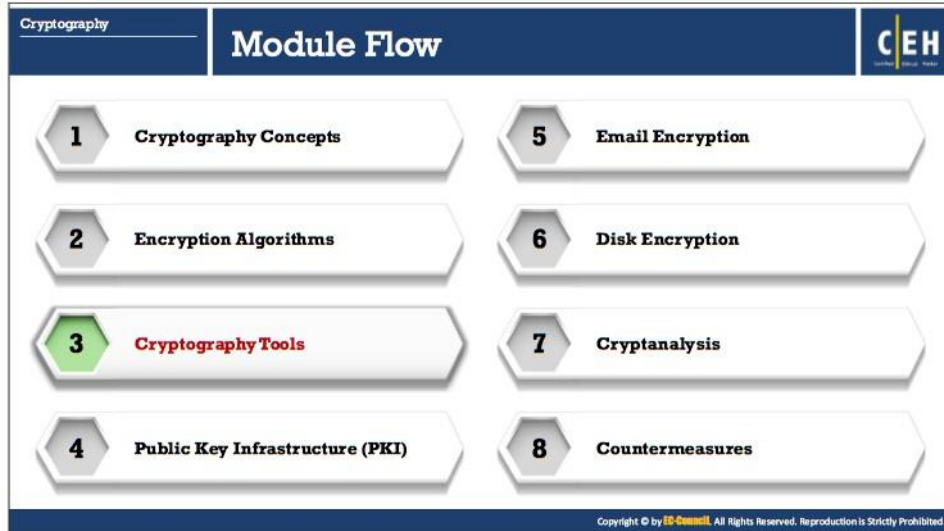 Cryptography
Module Flow
C EH
1 Cryptography Concepts
2 Encryption Algorithms
3 Cryptography Tools
4 Public Key Infrastructure (PKI)
5 Email Encryption
6 Disk Encryption
7 Cryptanalysis
8 Countermeasures
Copyright © by EC-Council. All Rights Reserved. Reproduction is Strictly Prohibited